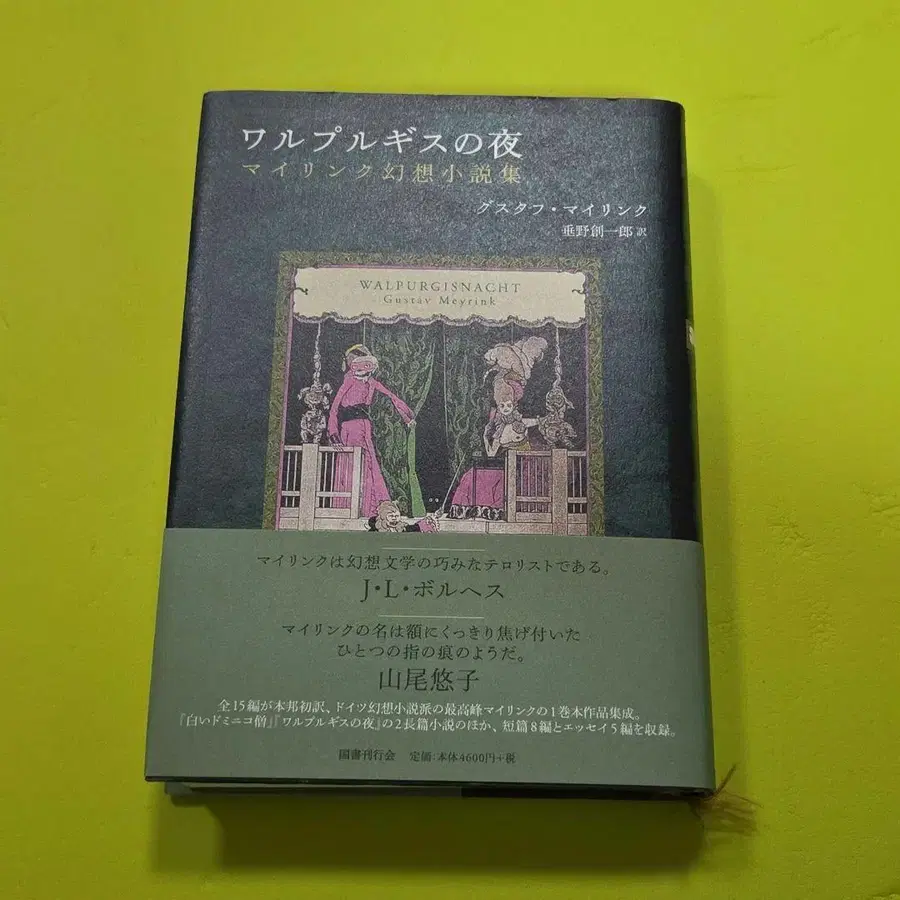 ワルプルギスの夜
マイリンク幻想小説集
グスタフ・マイリンク
垂野創一郎 訳
WALPURGISNACHT
Gustav Meyrink
マイリンクは幻想文学の巧みなテロリストである。
J・L・ボルヘス
マイリンクの名は額にくっきり焦げ付いた
ひとつの指の痕のようだ。
山尾悠子
全15編が本邦初訳、ドイツ幻想小説派の最高峰マイリンクの1巻本作品集成。
『白いドミニコ僧』『ワルプルギスの夜』の2長篇小説のほか、短篇8編とエッセイ5編を収録。
国書刊行会 定価:本体4600円+税